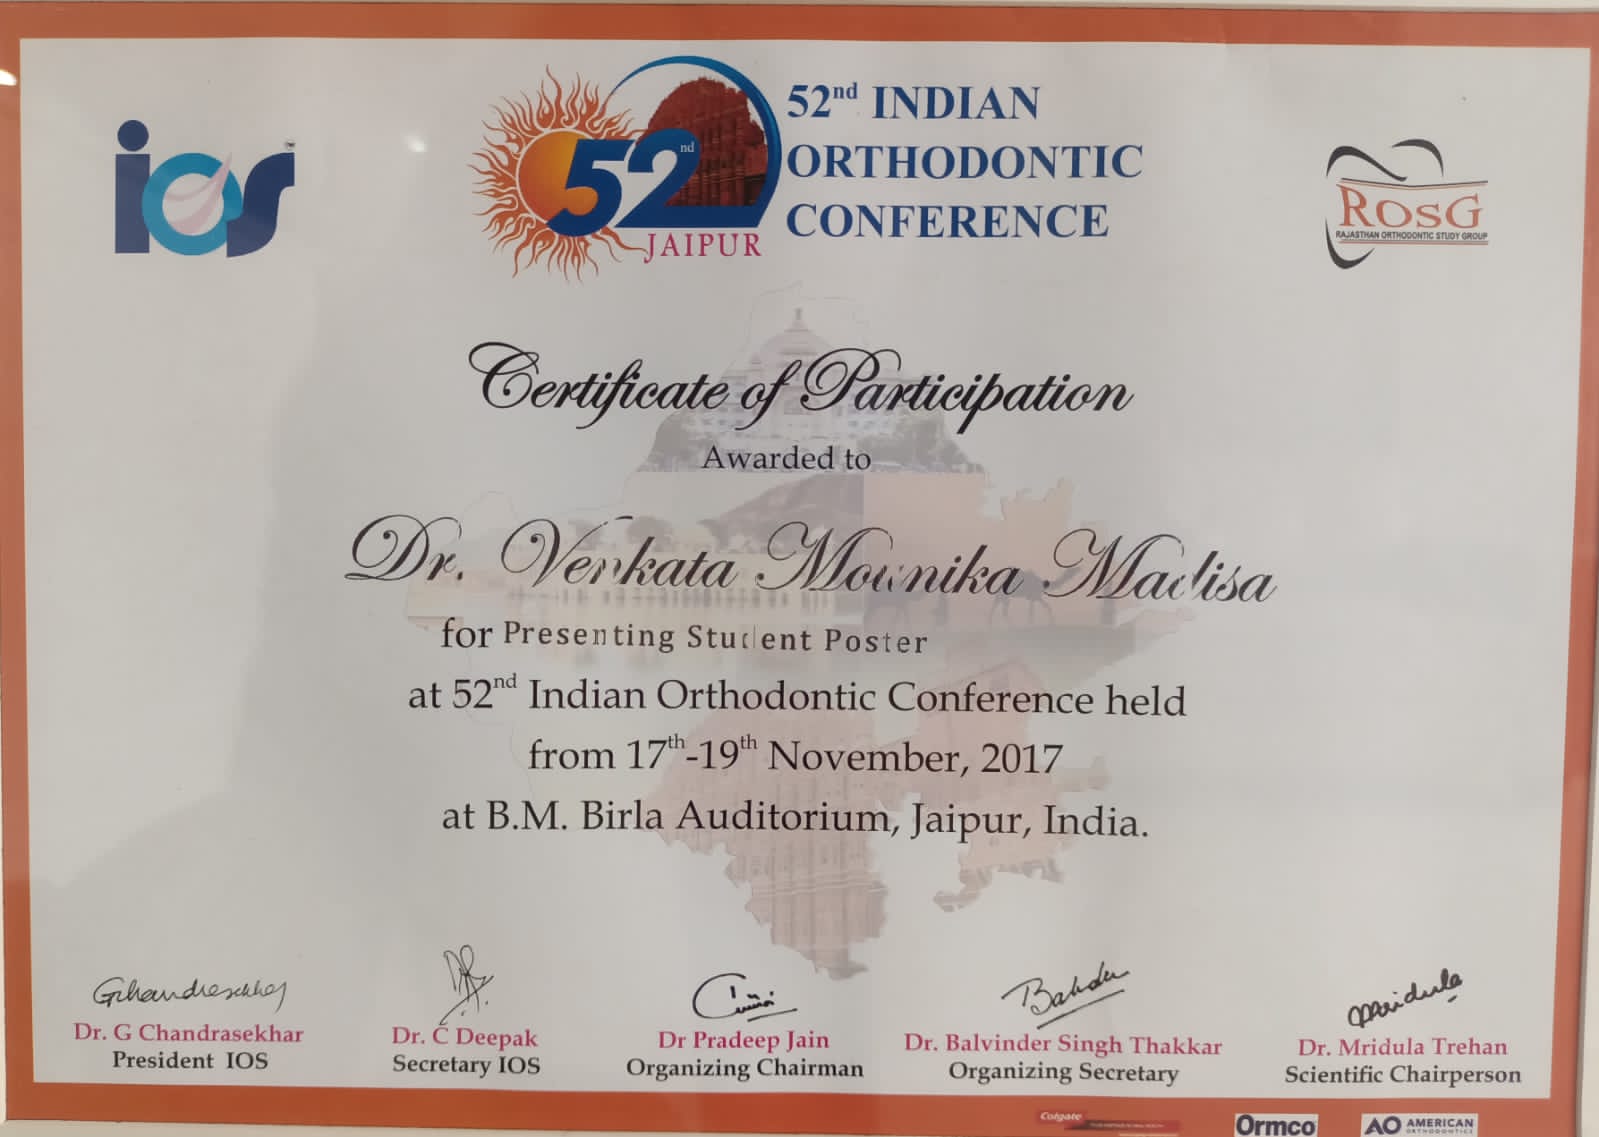 ios
52nd
JAIPUR
52nd INDIAN
ORTHODONTIC
CONFERENCE
ROSG
RAJASTHAN ORTHODONTIC STUDY GROUP
Certificate of Participation
Awarded to
Dr. Venkata Mounika Madisa
for Presenting Student Poster
at 52nd Indian Orthodontic Conference held
from 17th-19th November, 2017
at B.M. Birla Auditorium, Jaipur, India.
GChandrasekhar
Mridula
Dr. G Chandrasekhar
President IOS
Dr. C Deepak
Secretary IOS
Dr Pradeep Jain
Organizing Chairman
Dr. Balvinder Singh Thakkar
Organizing Secretary
Dr. Mridula Trehan
Scientific Chairperson
Colgate
Ormco
AO AMERICAN
ORTHODONTICS